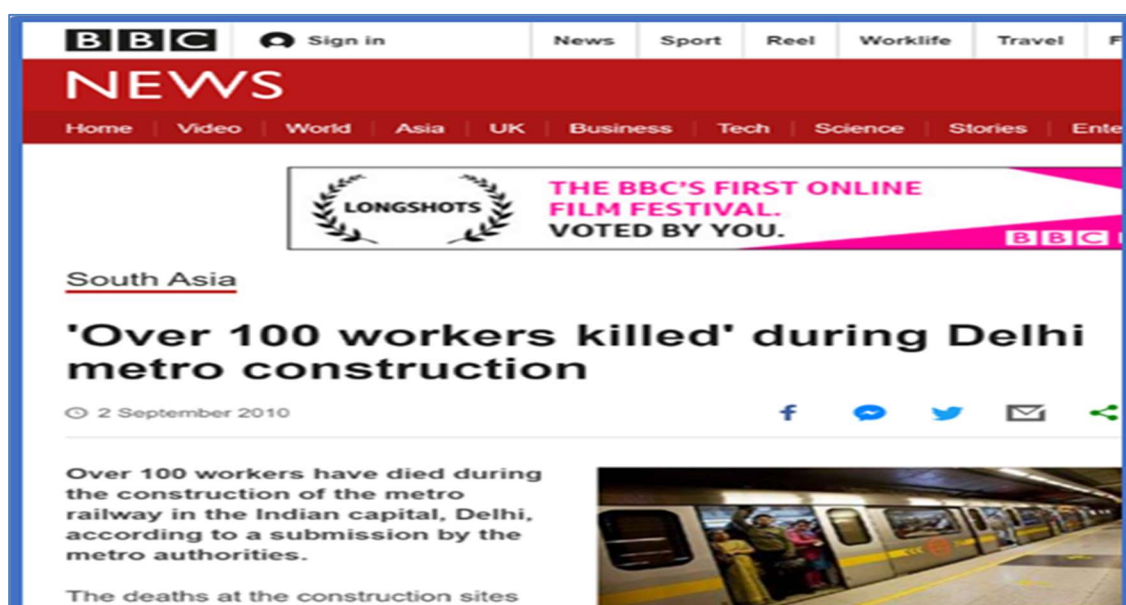 BBC Sign in News Sport Reel Worklife Travel F
NEWS
Home Video World Asia UK Business Tech Science Stories Ente
LONGSHOTS
THE BBC'S FIRST ONLINE
FILM FESTIVAL.
VOTED BY YOU.
BBC
South Asia
'Over 100 workers killed' during Delhi
metro construction
2 September 2010
Over 100 workers have died during
the construction of the metro
railway in the Indian capital, Delhi,
according to a submission by the
metro authorities.
The deaths at the construction sites